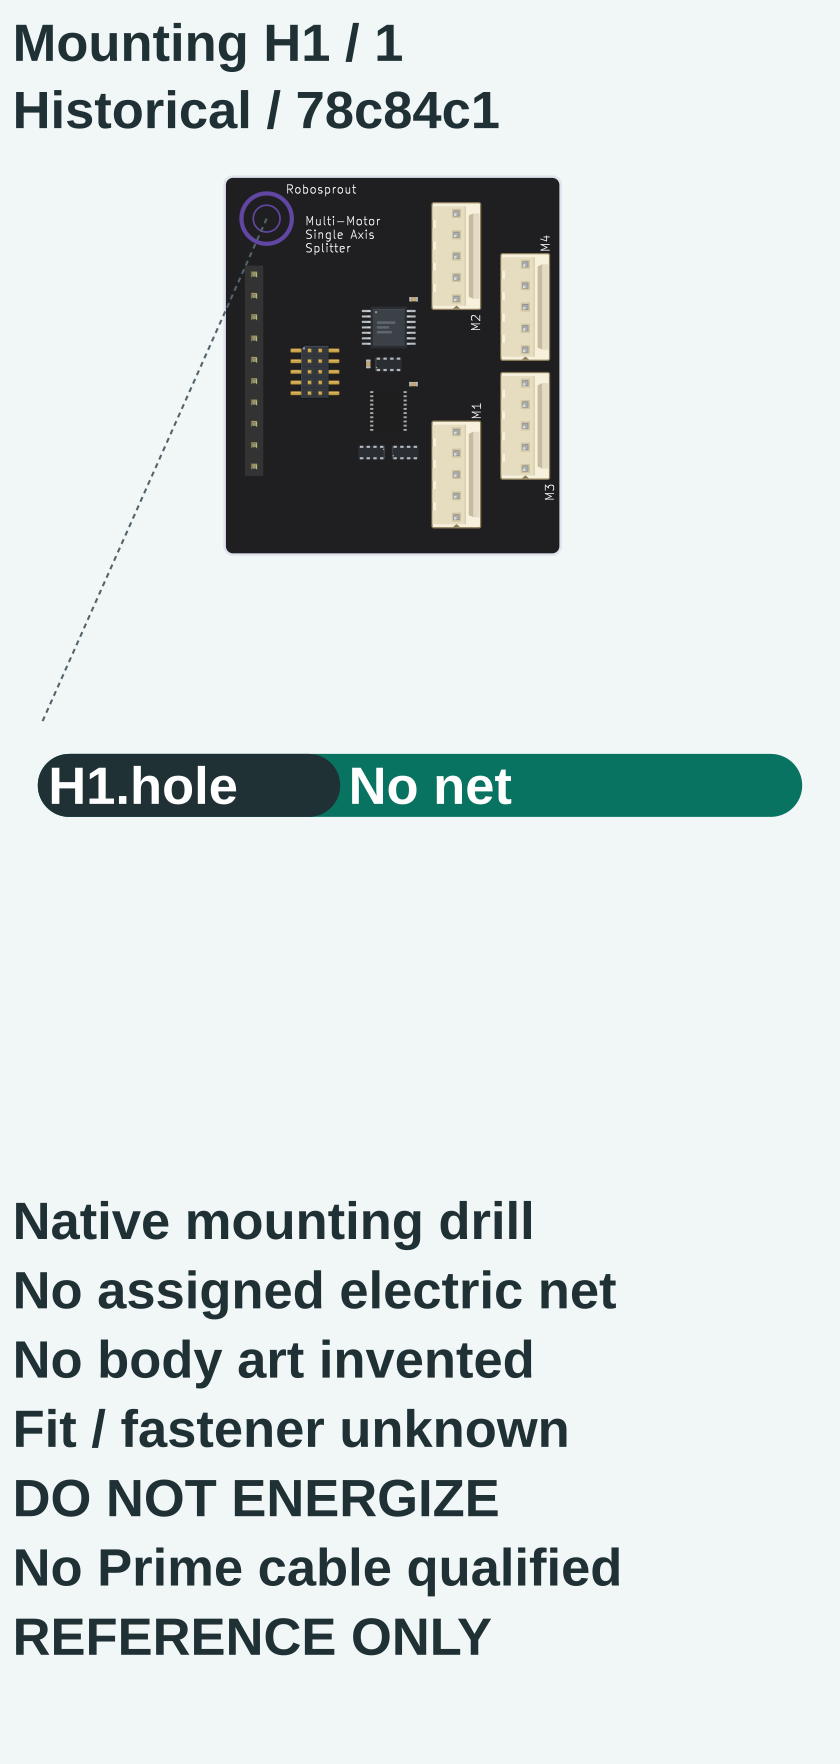 Mounting H1 / 1
Historical / 78c84c1
Robosprout
Multi-Motor
Single Axis
Splitter
M4
M2
M1
M3
H1.hole No net
Native mounting drill
No assigned electric net
No body art invented
Fit / fastener unknown
DO NOT ENERGIZE
No Prime cable qualified
REFERENCE ONLY